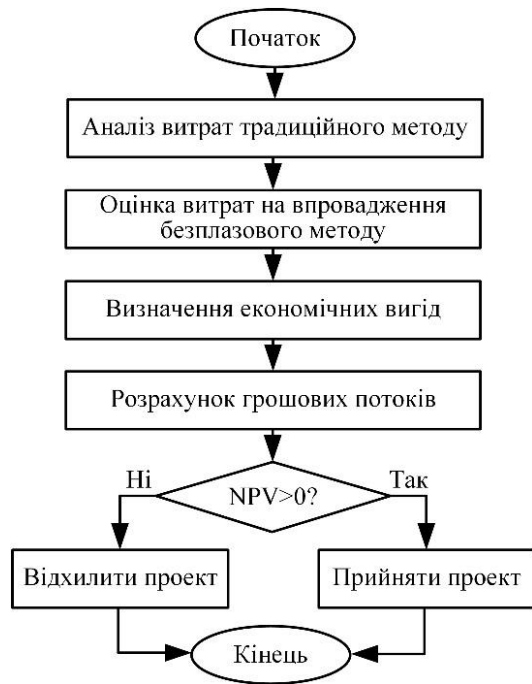 Початок
Аналіз витрат традиційного методу
Оцінка витрат на впровадження
безплазового методу
Визначення економічних вигід
Розрахунок грошових потоків
Ні
NPV>0?
Так
Відхилити проект
Прийняти проект
Кінець